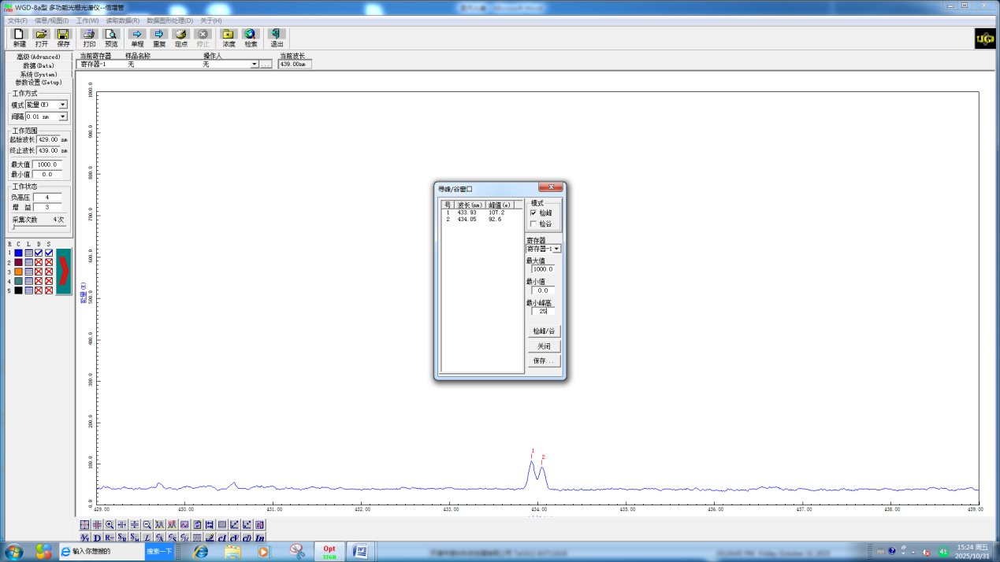 WGD-8a型 多功能光栅光谱仪--倍增管
文件(F) 信息/视图(I) 工作(W) 读取数据(R) 数据图形处理(D) 关于(H)
新建 打开 保存 打印 预览 单程 重复 定点 停止 浓度 检索 退出
TJGD
高级(Advanced)
数据(Data)
系统(System)
参数设置(Setup)
当前寄存器 样品名称 操作人 当前波长
寄存器-1 无 无 ... 439.00nm
工作方式
模式 能量(E)
间隔 0.01 nm
工作范围
起始波长 429.00 nm
终止波长 439.00 nm
最大值 1000.0
最小值 0.0
工作状态
负高压 4
增 益 3
采集次数 4次
R C L D S
1
2
3
4
5
能量(E)
1000.0
900.0
800.0
700.0
600.0
500.0
400.0
300.0
200.0
100.0
0.0
寻峰/谷窗口
号 波长(nm) 峰值(e)
1 433.93 107.2
2 434.05 92.6
模式
检峰
检谷
寄存器
寄存器-1
最大值
1000.0
最小值
0.0
最小峰高
25
检峰/谷
关闭
保存...
1
2
429.00 430.00 431.00 432.00 433.00 434.00 435.00 436.00 437.00 438.00 439.00
输入你想搜的 搜索一下
Opt
TJGD
41
15:24 周五
2025/10/31